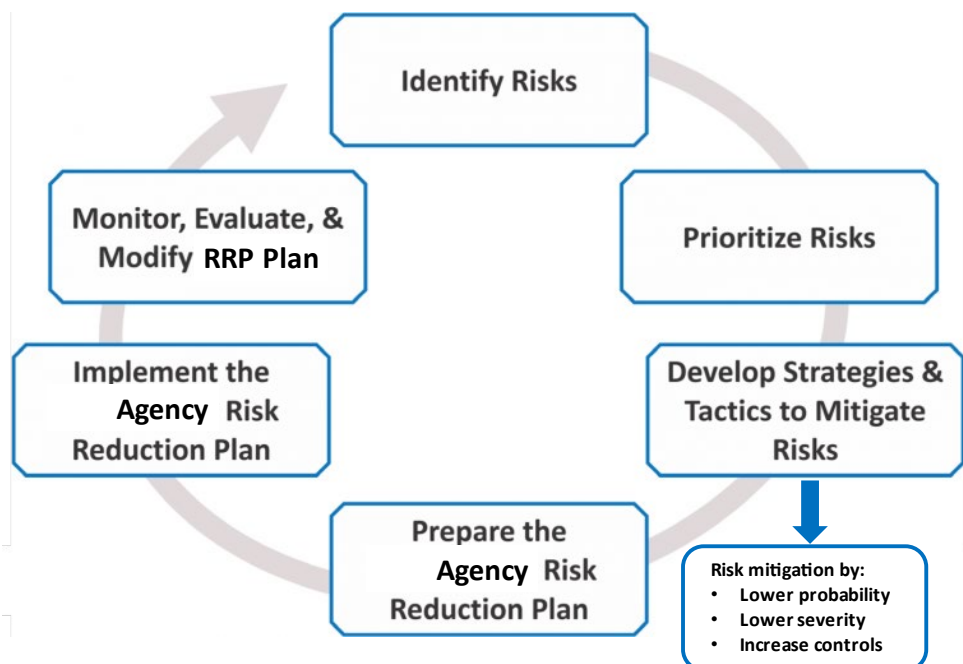 Identify Risks
Prioritize Risks
Develop Strategies &
Tactics to Mitigate
Risks
Risk mitigation by:
• Lower probability
• Lower severity
• Increase controls
Prepare the
Agency Risk
Reduction Plan
Implement the
Agency Risk
Reduction Plan
Monitor, Evaluate, &
Modify RRP Plan